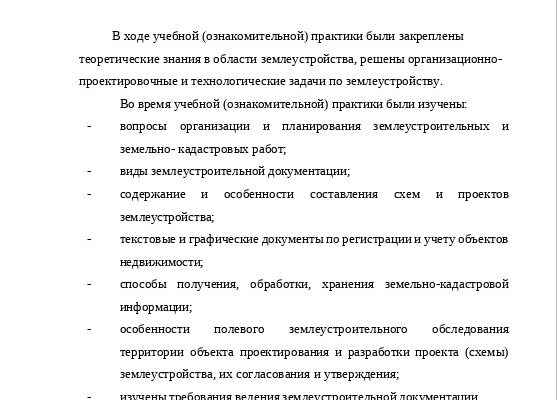 В ходе учебной (ознакомительной) практики были закреплены
теоретические знания в области землеустройства, решены организационно-
проектировочные и технологические задачи по землеустройству.
Во время учебной (ознакомительной) практики были изучены:
- вопросы организации и планирования землеустроительных и
земельно- кадастровых работ;
- виды землеустроительной документации;
- содержание и особенности составления схем и проектов
землеустройства;
- текстовые и графические документы по регистрации и учету объектов
недвижимости;
- способы получения, обработки, хранения земельно-кадастровой
информации;
- особенности полевого землеустроительного обследования
территории объекта проектирования и разработки проекта (схемы)
землеустройства, их согласования и утверждения;
- изучены требования ведения землеустроительной документации